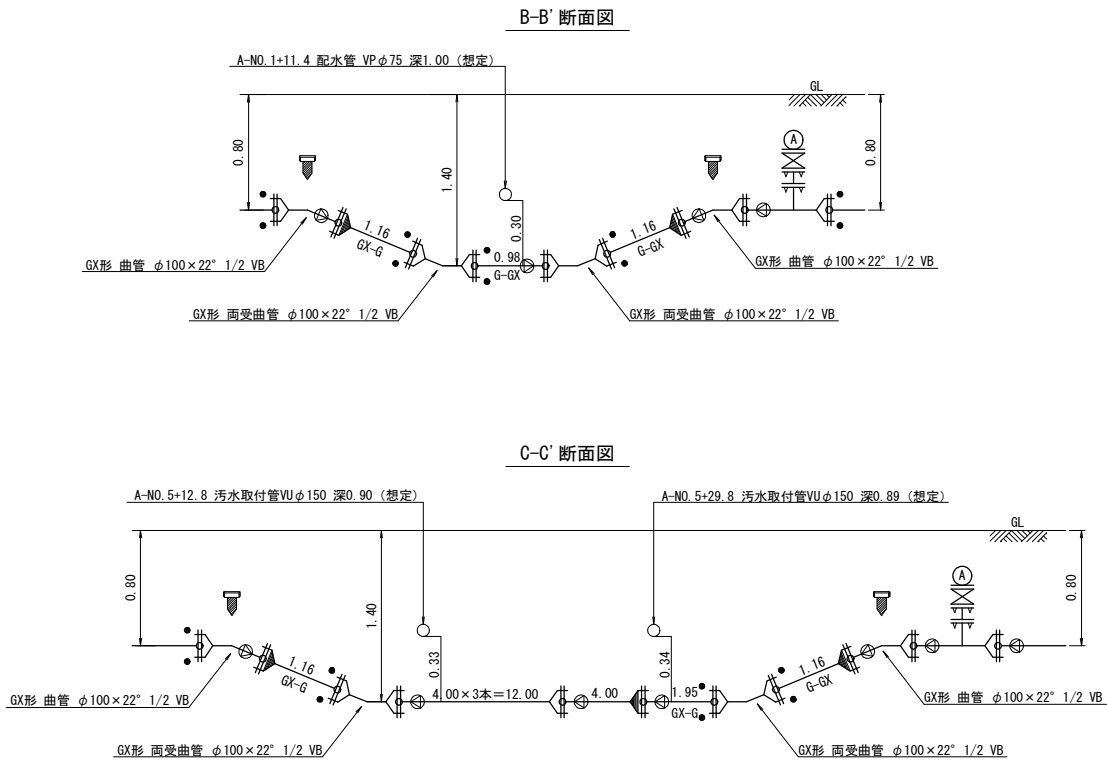 B-B'断面図
A-NO.1+11.4 配水管 VPφ75 深1.00 (想定)
GL
0.80
1.40
0.30
A
0.80
1.16
GX-G
0.98
G-GX
1.16
G-GX
GX形 曲管 φ100×22° 1/2 VB
GX形 曲管 φ100×22° 1/2 VB
GX形 両受曲管 φ100×22° 1/2 VB
GX形 両受曲管 φ100×22° 1/2 VB
C-C'断面図
A-NO.5+12.8 汚水取付管VUφ150 深0.90 (想定)
A-NO.5+29.8 汚水取付管VUφ150 深0.89 (想定)
GL
0.80
1.40
0.33
0.34
A
0.80
1.16
GX-G
4.00×3本=12.00
4.00
1.95
GX-G
1.16
G-GX
GX形 曲管 φ100×22° 1/2 VB
GX形 曲管 φ100×22° 1/2 VB
GX形 両受曲管 φ100×22° 1/2 VB
GX形 両受曲管 φ100×22° 1/2 VB